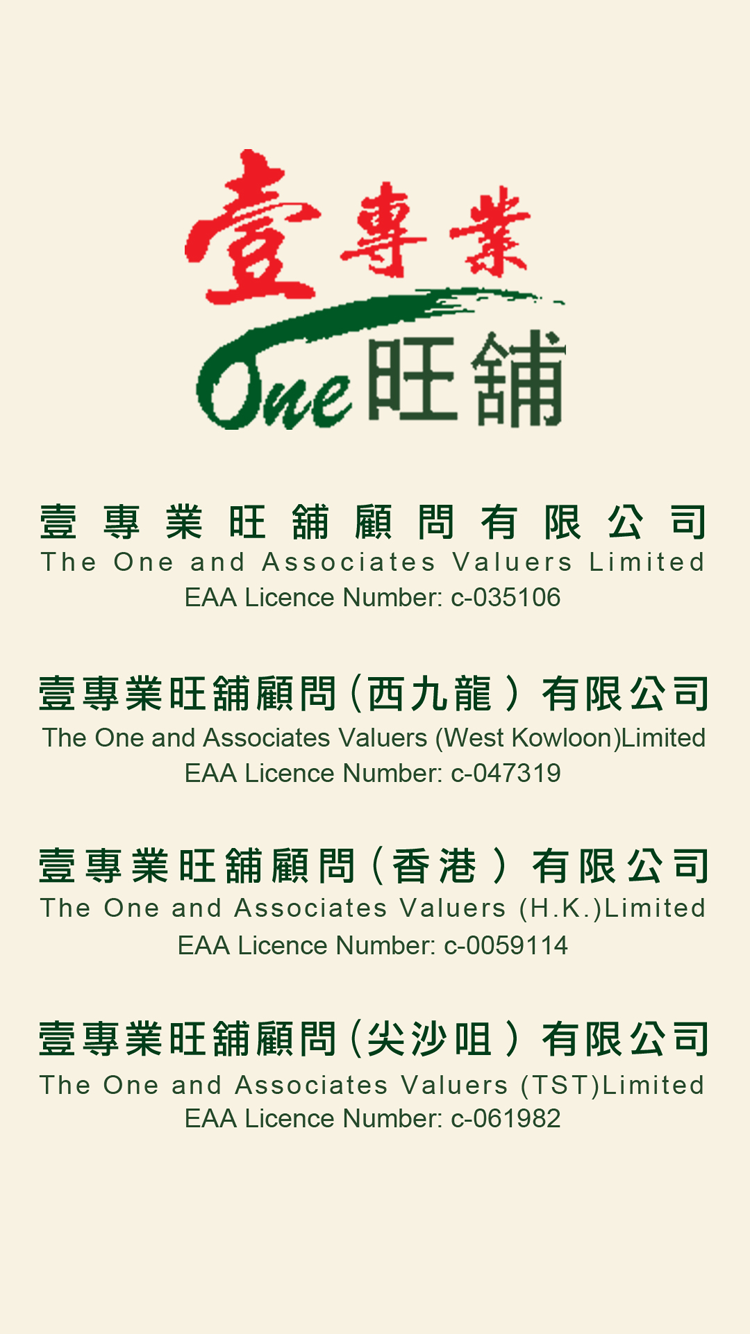 壹專業
One旺舖
壹專業旺舖顧問有限公司
The One and Associates Valuers Limited
EAA Licence Number: c-035106
壹專業旺舖顧問(西九龍)有限公司
The One and Associates Valuers (West Kowloon)Limited
EAA Licence Number: c-047319
壹專業旺舖顧問(香港)有限公司
The One and Associates Valuers (H.K.)Limited
EAA Licence Number: c-0059114
壹專業旺舖顧問(尖沙咀)有限公司
The One and Associates Valuers (TST)Limited
EAA Licence Number: c-061982